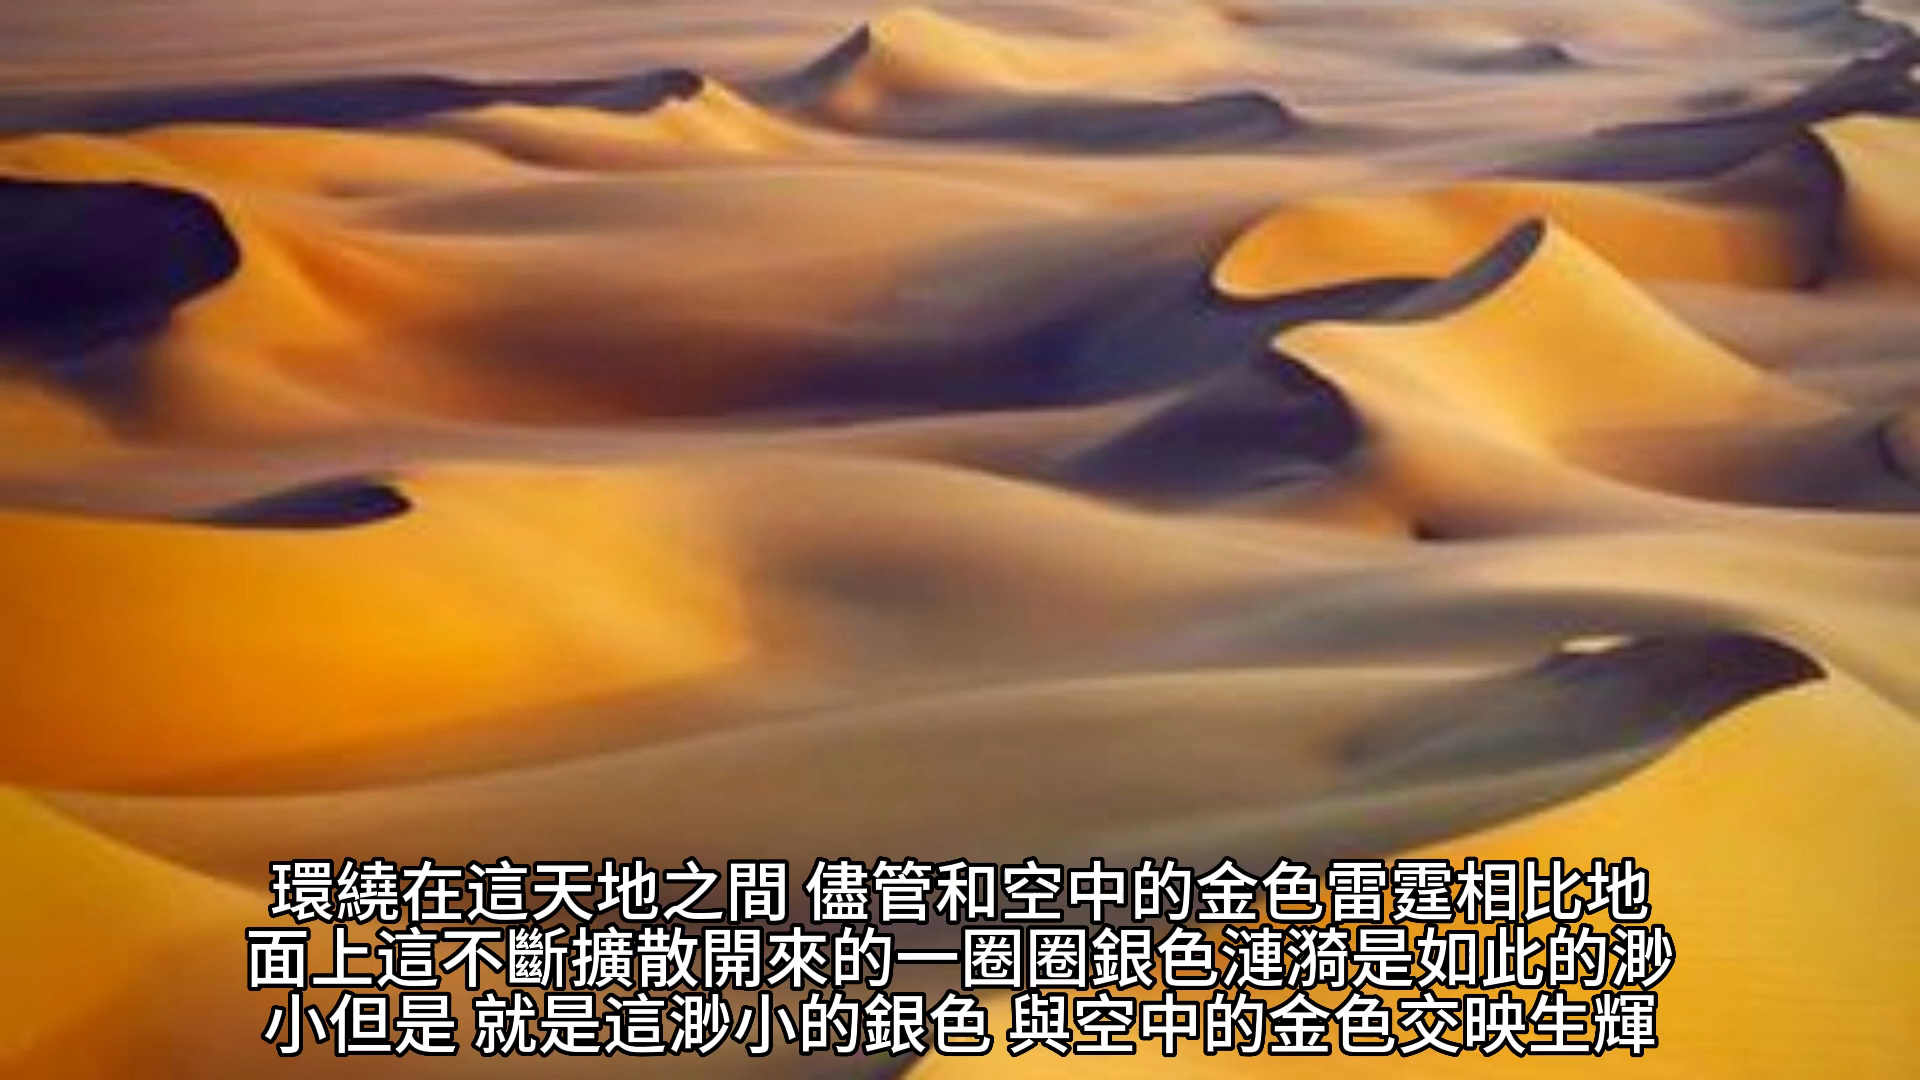 環繞在這天地之間 儘管和空中的金色雷霆相比地
面上這不斷擴散開來的一圈圈銀色漣漪是如此的渺
小但是 就是這渺小的銀色 與空中的金色交映生輝